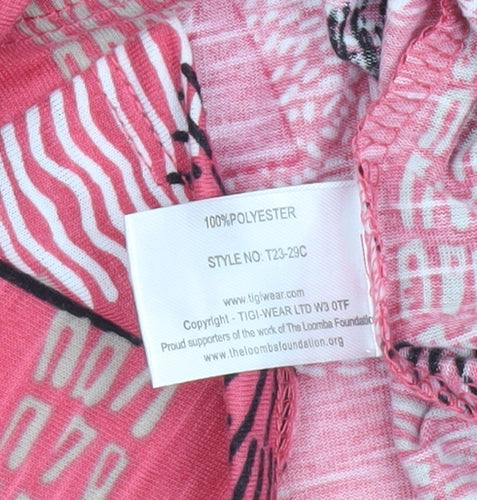 100%POLYESTER
STYLE NO: T23-29C
www.tigiwear.com
Copyright - TIGI-WEAR LTD W3 0TF
Proud supporters of the work of The Loomba Foundation
www.theloombafoundation.org